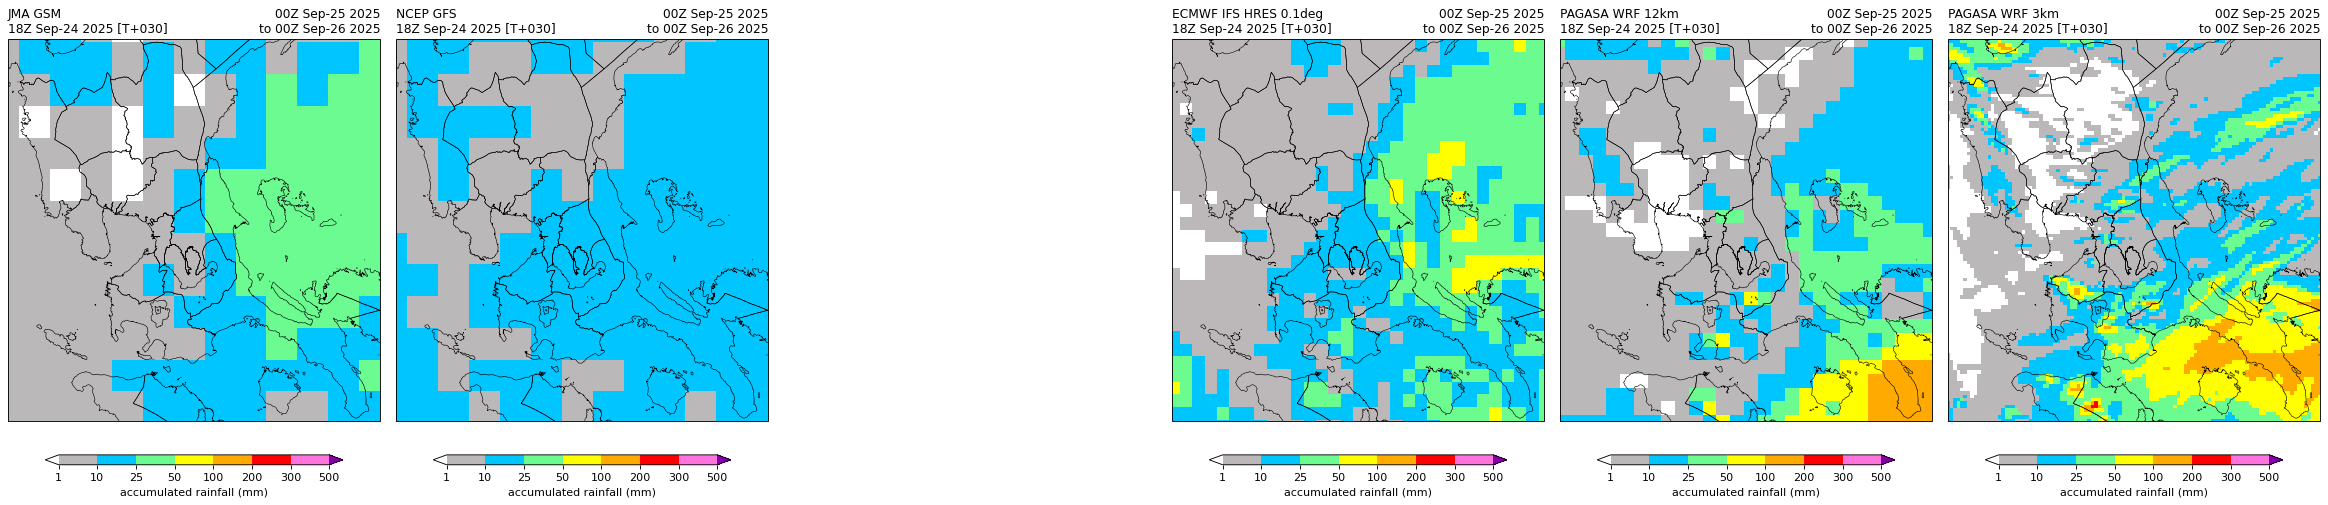 JMA GSM 00Z Sep-25 2025
18Z Sep-24 2025 [T+030] to 00Z Sep-26 2025
1 10 25 50 100 200 300 500
accumulated rainfall (mm)
NCEP GFS 00Z Sep-25 2025
18Z Sep-24 2025 [T+030] to 00Z Sep-26 2025
1 10 25 50 100 200 300 500
accumulated rainfall (mm)
ECMWF IFS HRES 0.1deg 00Z Sep-25 2025
18Z Sep-24 2025 [T+030] to 00Z Sep-26 2025
1 10 25 50 100 200 300 500
accumulated rainfall (mm)
PAGASA WRF 12km 00Z Sep-25 2025
18Z Sep-24 2025 [T+030] to 00Z Sep-26 2025
1 10 25 50 100 200 300 500
accumulated rainfall (mm)
PAGASA WRF 3km 00Z Sep-25 2025
18Z Sep-24 2025 [T+030] to 00Z Sep-26 2025
1 10 25 50 100 200 300 500
accumulated rainfall (mm)